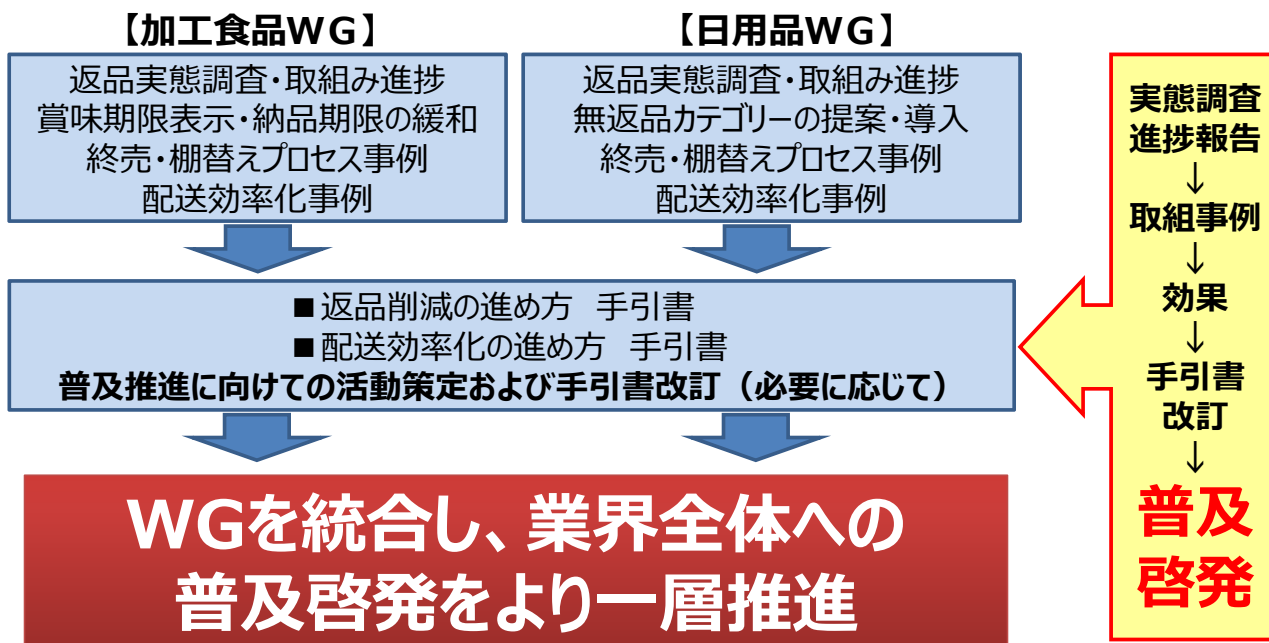 【加工食品WG】
返品実態調査・取組み進捗
賞味期限表示・納品期限の緩和
終売・棚替えプロセス事例
配送効率化事例
【日用品WG】
返品実態調査・取組み進捗
無返品カテゴリーの提案・導入
終売・棚替えプロセス事例
配送効率化事例
■返品削減の進め方　手引書
■配送効率化の進め方　手引書
普及推進に向けての活動策定および手引書改訂（必要に応じて）
WGを統合し、業界全体への
普及啓発をより一層推進
実態調査
進捗報告
↓
取組事例
↓
効果
↓
手引書
改訂
↓
普及
啓発